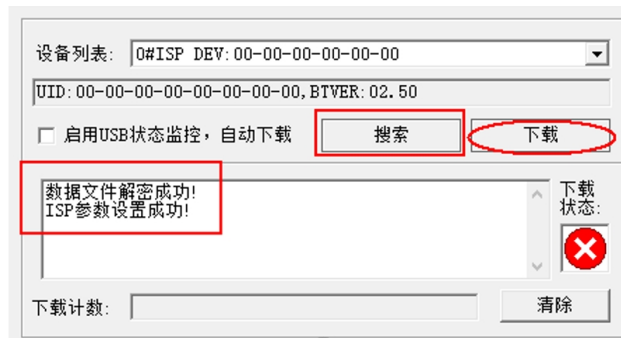 设备列表: 0#ISP DEV:00-00-00-00-00-00
UID:00-00-00-00-00-00-00-00,BTVER:02.50
启用USB状态监控，自动下载 搜索 下载
数据文件解密成功!
ISP参数设置成功!
下载
状态:
下载计数: 清除